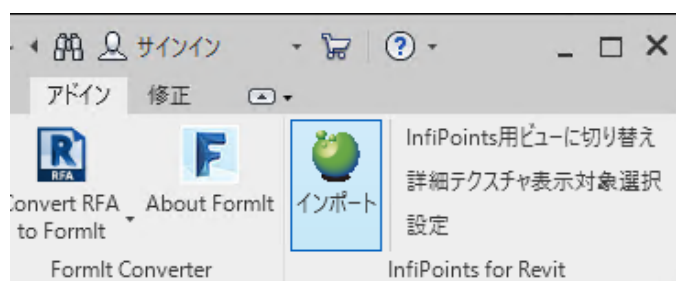 サインイン
アドイン 修正
R
RFA
F
Convert RFA to FormIt
About FormIt
インポート
InfiPoints用ビューに切り替え
詳細テクスチャ表示対象選択
設定
FormIt Converter
InfiPoints for Revit